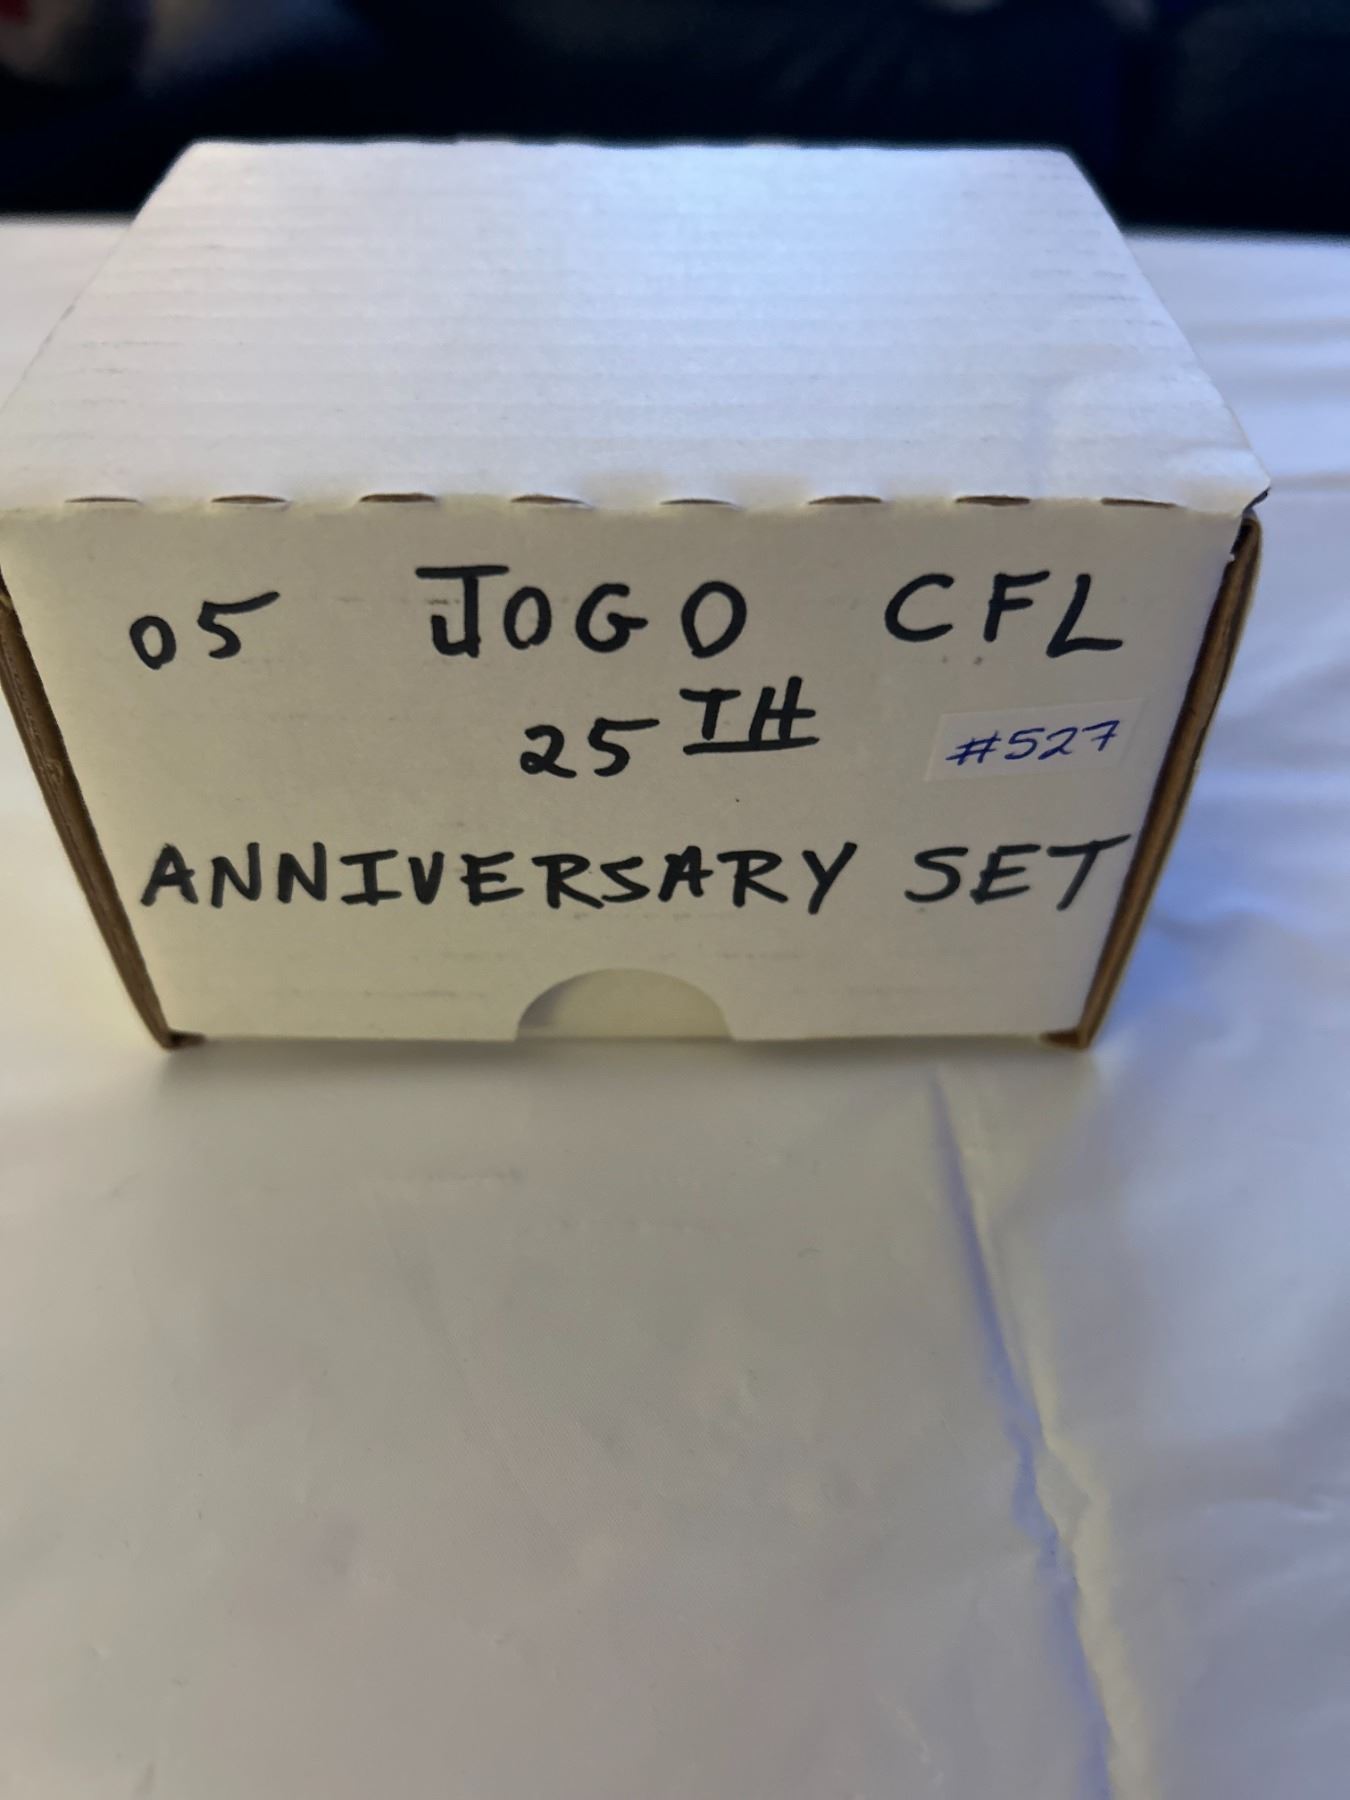 05 JOGO CFL
25TH
#527
ANNIVERSARY SET